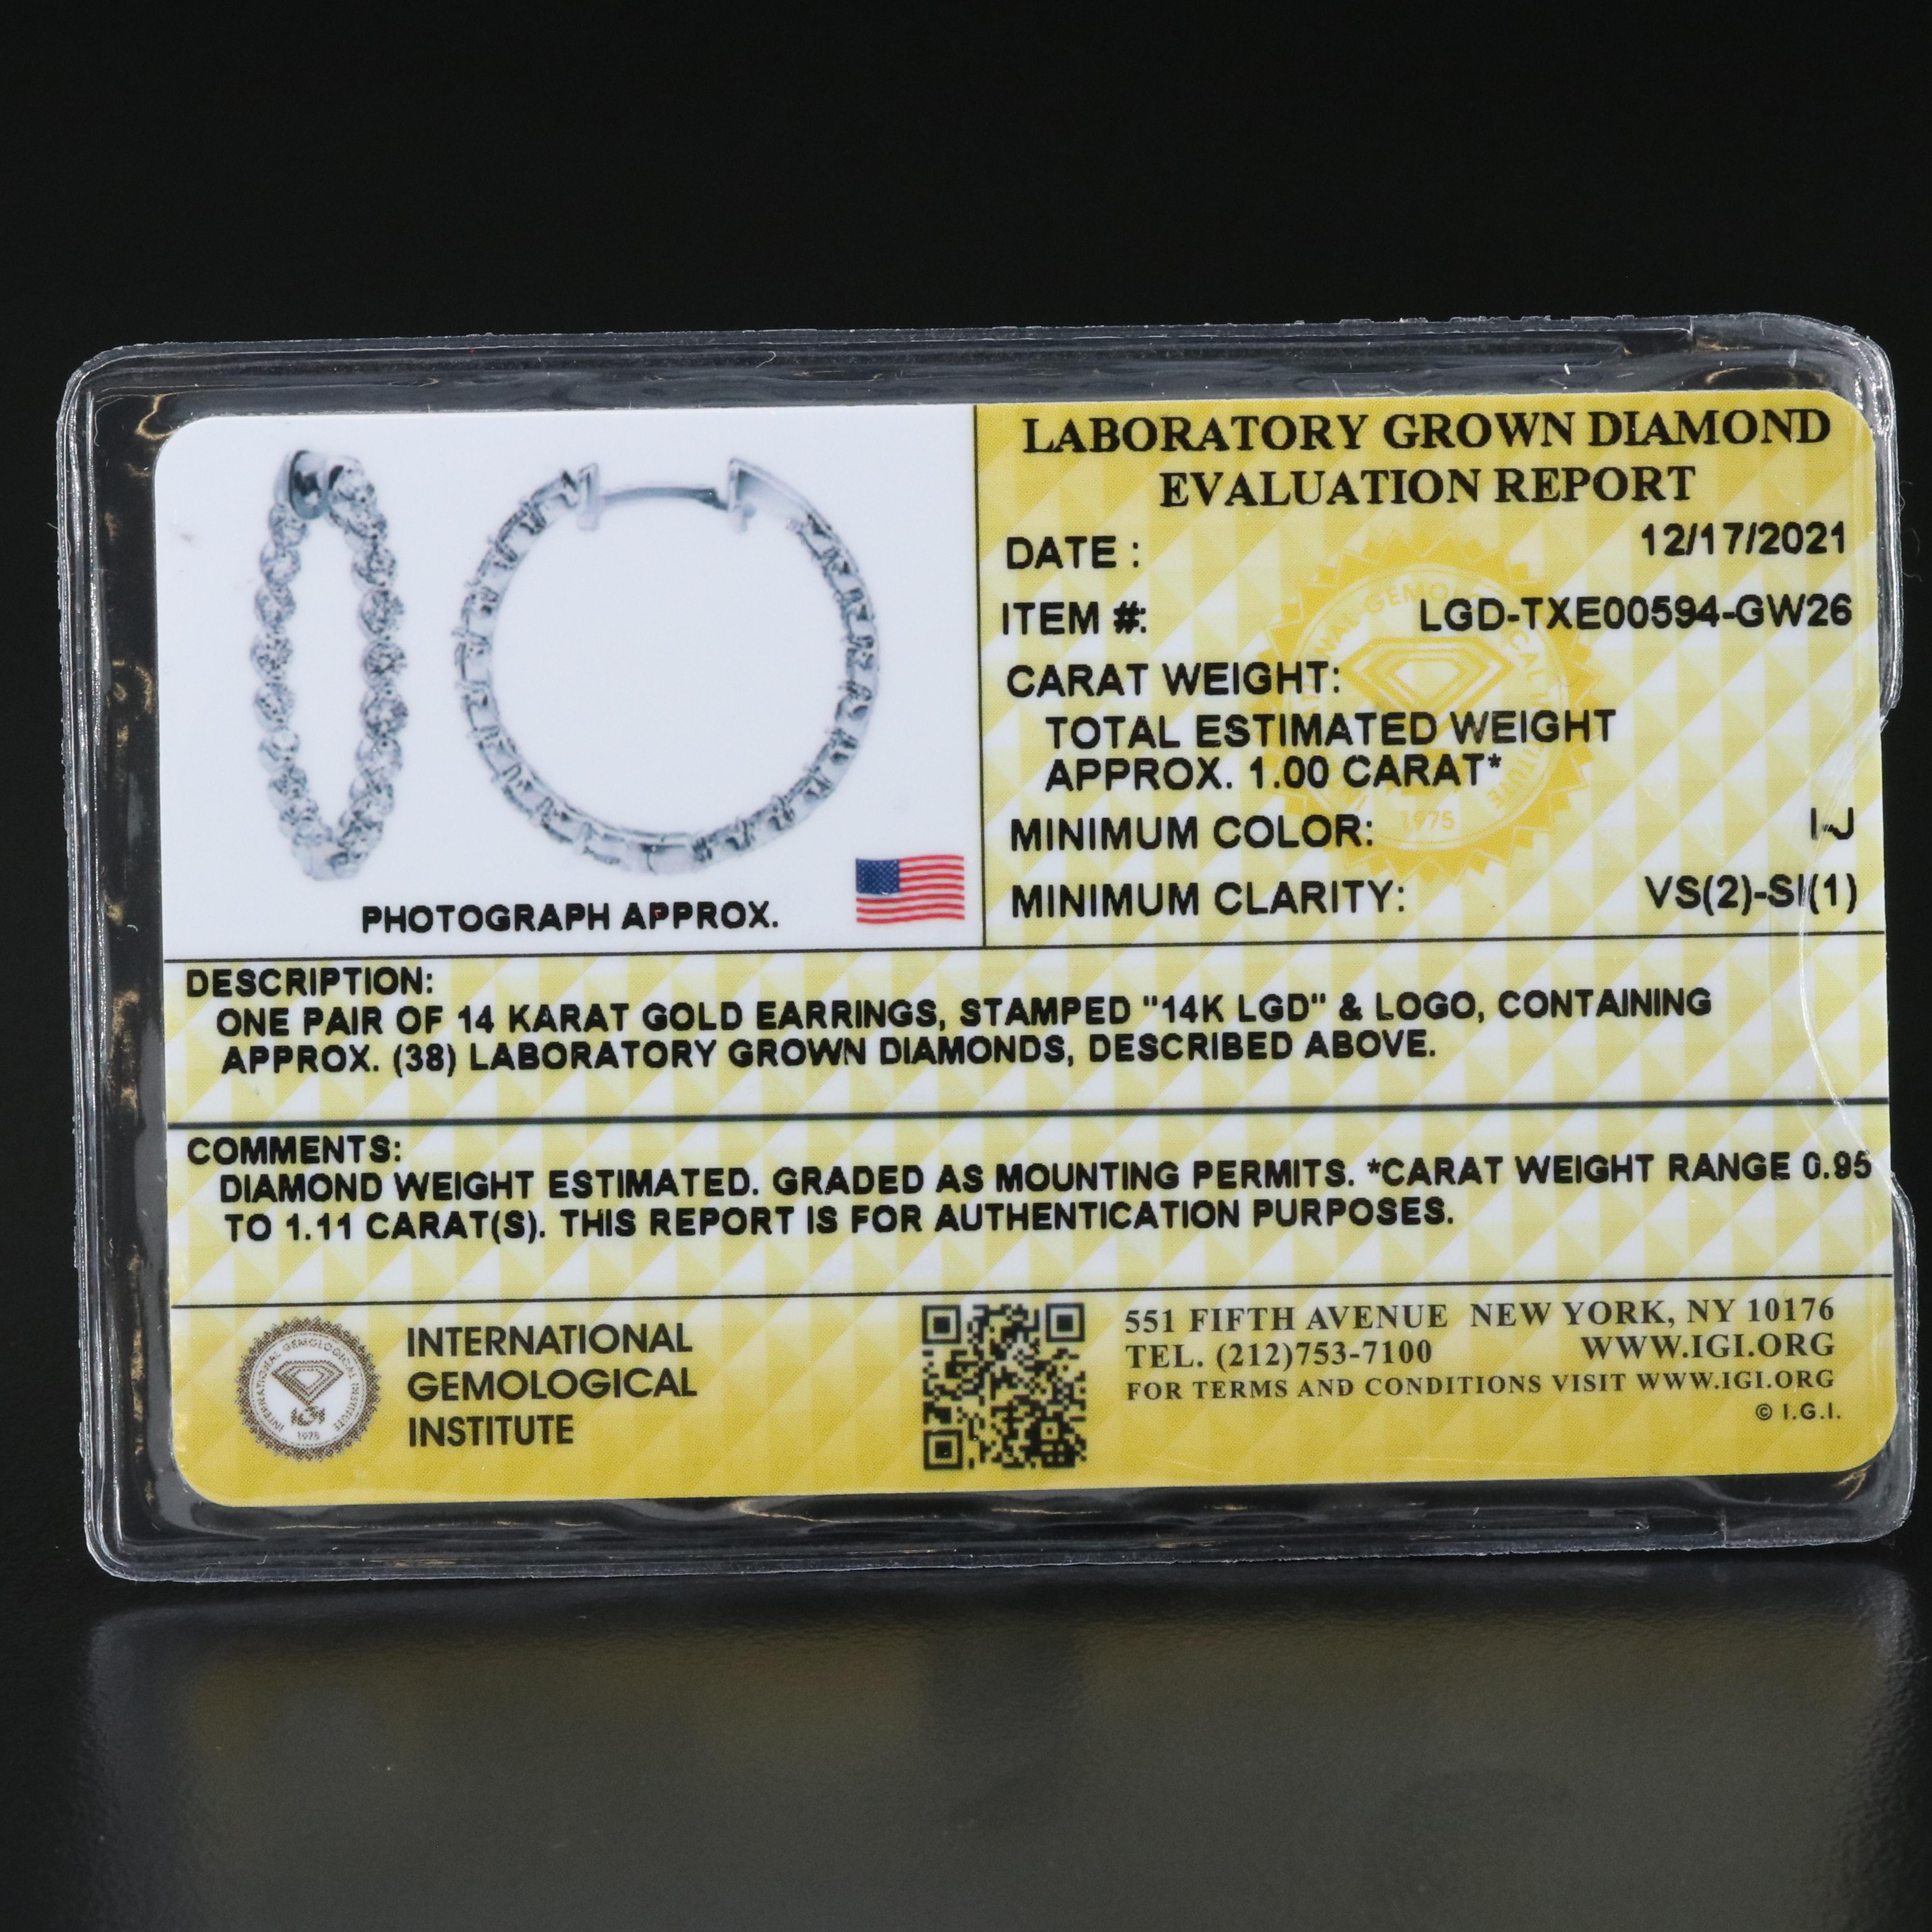 LABORATORY GROWN DIAMOND
EVALUATION REPORT
DATE : 12/17/2021
ITEM #: LGD-TXE00594-GW26
CARAT WEIGHT:
TOTAL ESTIMATED WEIGHT
APPROX. 1.00 CARAT*
MINIMUM COLOR: I-J
MINIMUM CLARITY: VS(2)-SI(1)
PHOTOGRAPH APPROX.
DESCRIPTION:
ONE PAIR OF 14 KARAT GOLD EARRINGS, STAMPED "14K LGD" & LOGO, CONTAINING
APPROX. (38) LABORATORY GROWN DIAMONDS, DESCRIBED ABOVE.
COMMENTS:
DIAMOND WEIGHT ESTIMATED. GRADED AS MOUNTING PERMITS. *CARAT WEIGHT RANGE 0.95
TO 1.11 CARAT(S). THIS REPORT IS FOR AUTHENTICATION PURPOSES.
INTERNATIONAL GEMOLOGICAL INSTITUTE
IGI
1975
INTERNATIONAL
GEMOLOGICAL
INSTITUTE
551 FIFTH AVENUE NEW YORK, NY 10176
TEL. (212)753-7100 WWW.IGI.ORG
FOR TERMS AND CONDITIONS VISIT WWW.IGI.ORG
© I.G.I.